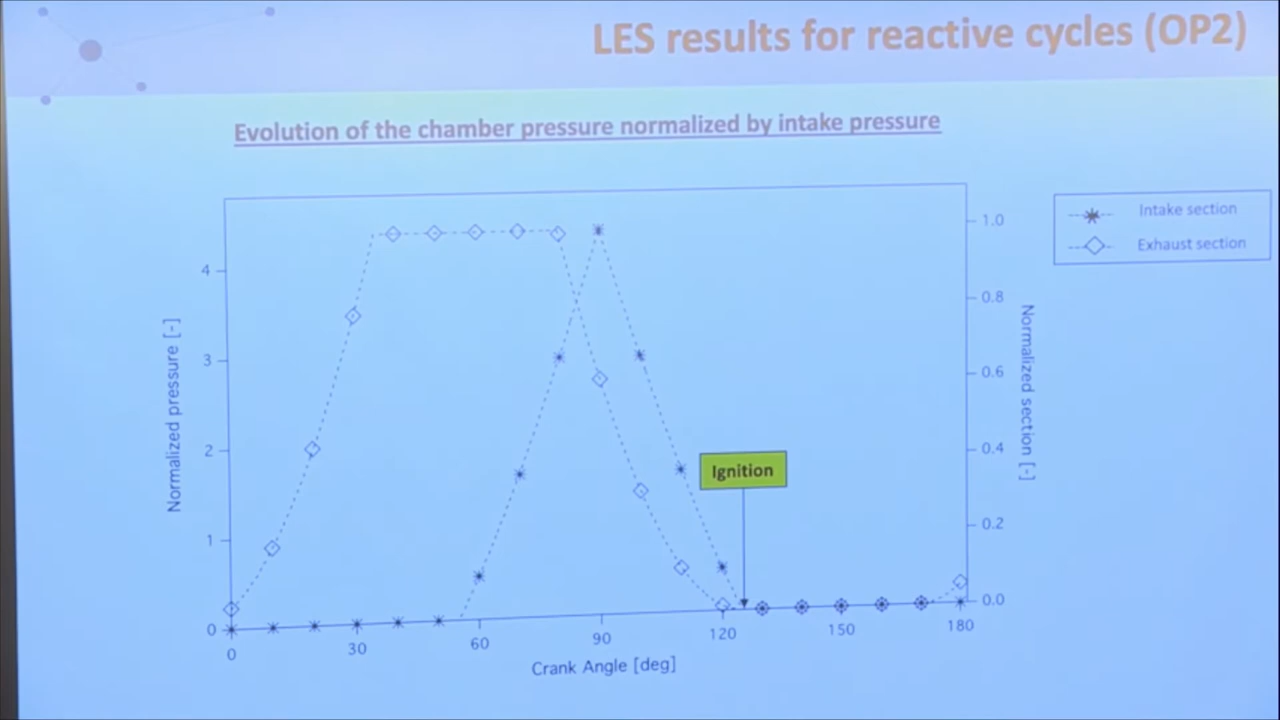 LES results for reactive cycles (OP2)
Evolution of the chamber pressure normalized by intake pressure
Intake section
Exhaust section
Normalized pressure [-]
4
3
2
1
0
1.0
0.8
0.6
0.4
0.2
0.0
Normalized section [-]
Ignition
0
30
60
90
120
150
180
Crank Angle [deg]